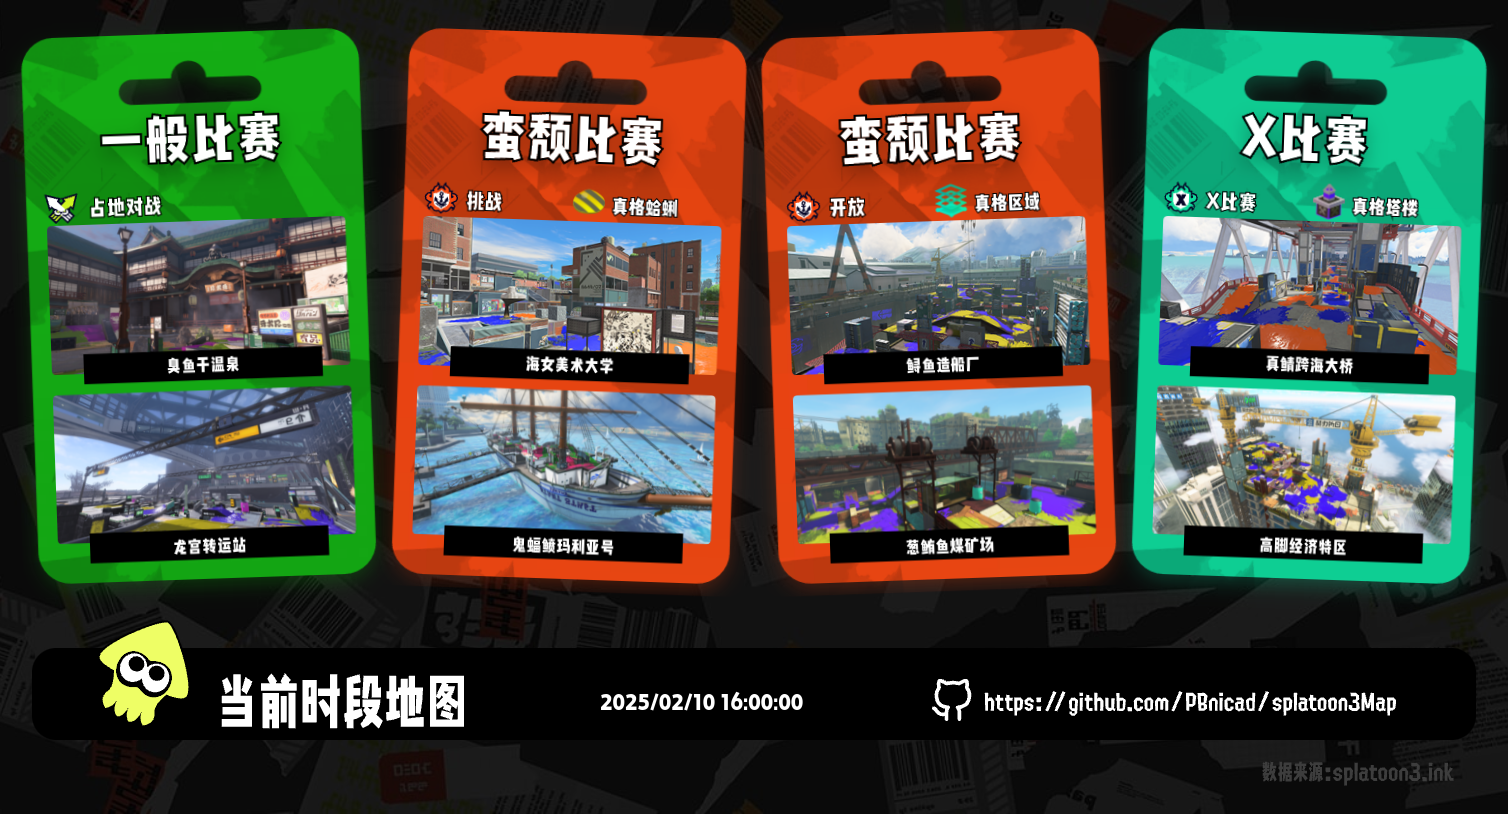 一般比赛
占地对战
臭鱼干温泉
龙宫转运站
蛮颓比赛
挑战
真格蛤蜊
海女美术大学
鬼蝠鲼玛利亚号
蛮颓比赛
开放
真格区域
鲟鱼造船厂
葱鲔鱼煤矿场
X比赛
X比赛
真格塔楼
真鲭跨海大桥
高脚经济特区
当前时段地图
2025/02/10 16:00:00
https://github.com/PBnicad/splatoon3Map
数据来源:splatoon3.ink